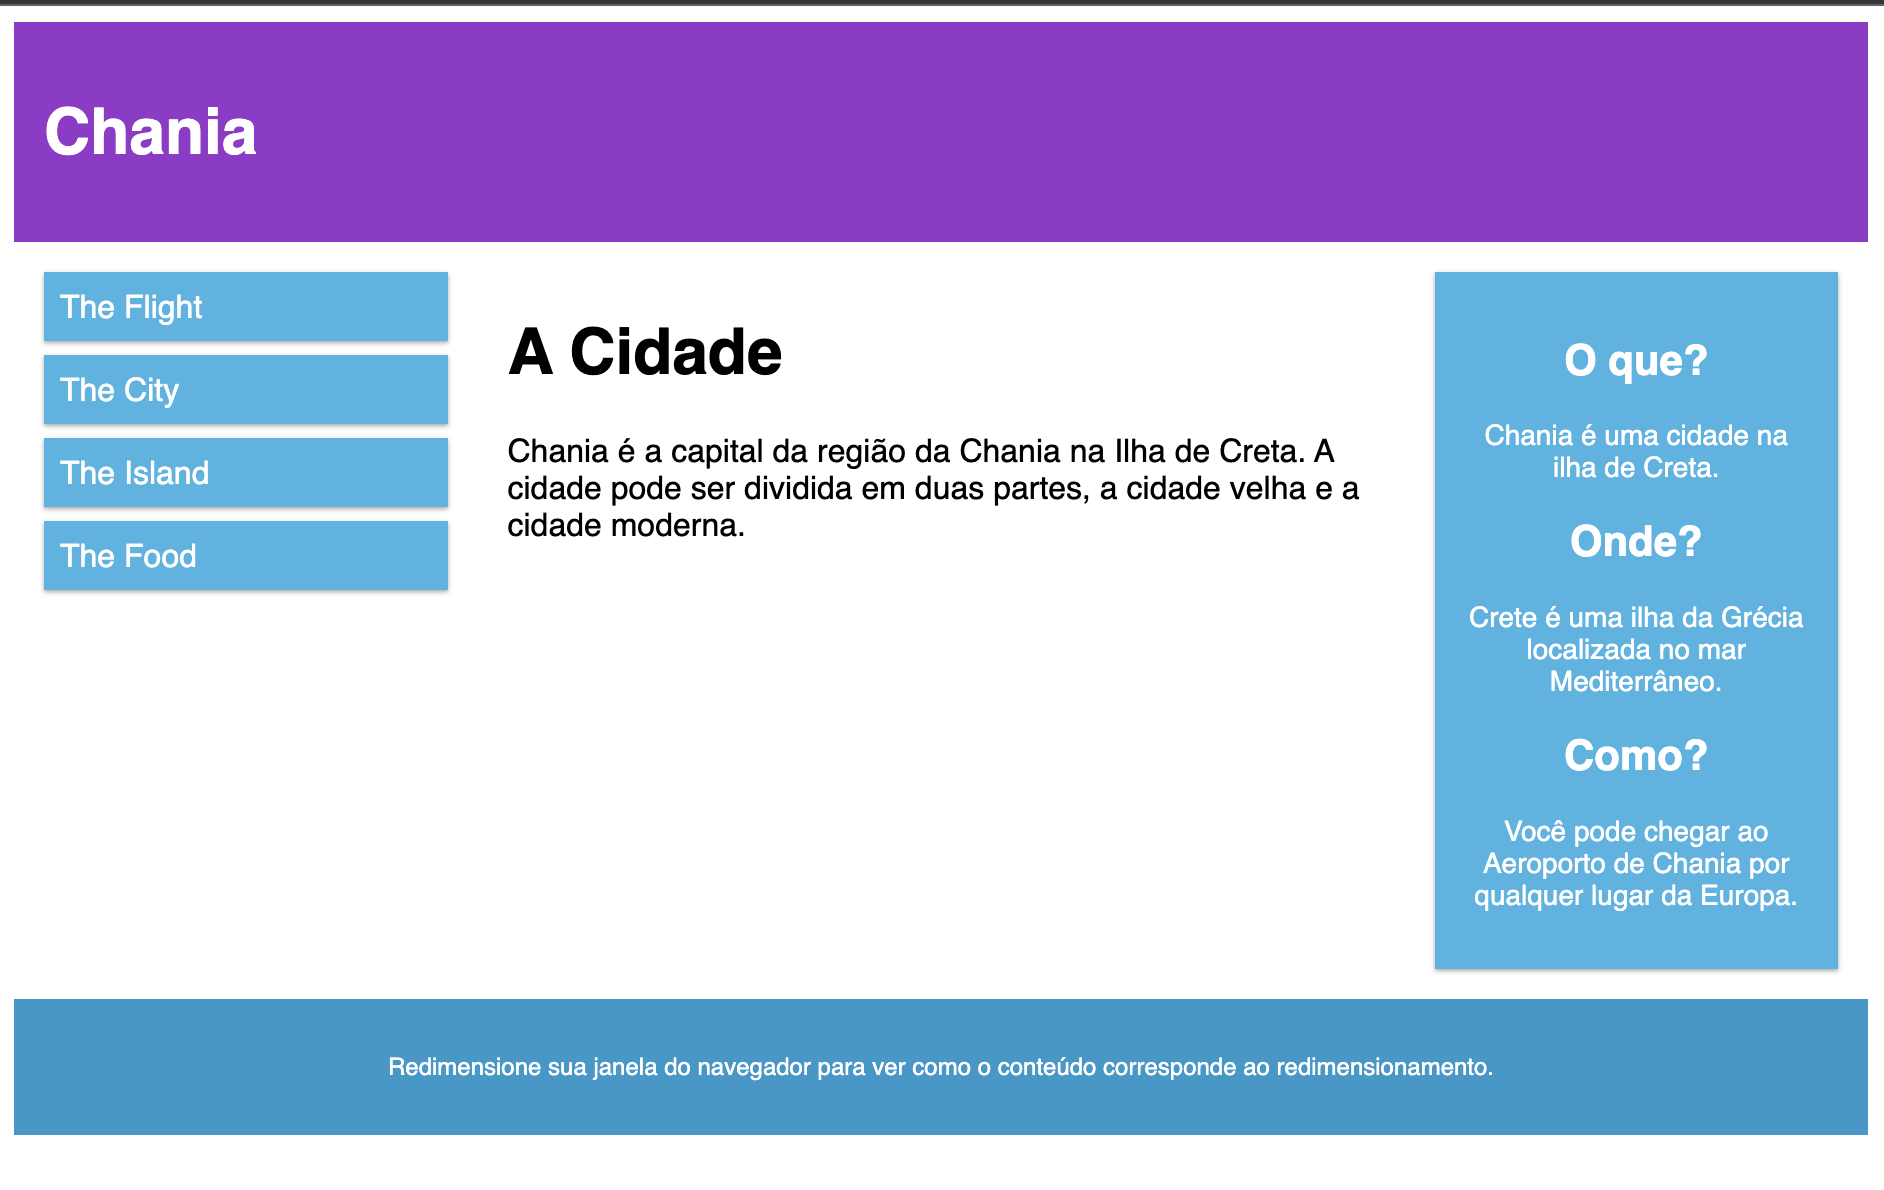 Chania
The Flight
The City
The Island
The Food
A Cidade
Chania é a capital da região da Chania na Ilha de Creta. A
cidade pode ser dividida em duas partes, a cidade velha e a
cidade moderna.
O que?
Chania é uma cidade na
ilha de Creta.
Onde?
Crete é uma ilha da Grécia
localizada no mar
Mediterrâneo.
Como?
Você pode chegar ao
Aeroporto de Chania por
qualquer lugar da Europa.
Redimensione sua janela do navegador para ver como o conteúdo corresponde ao redimensionamento.